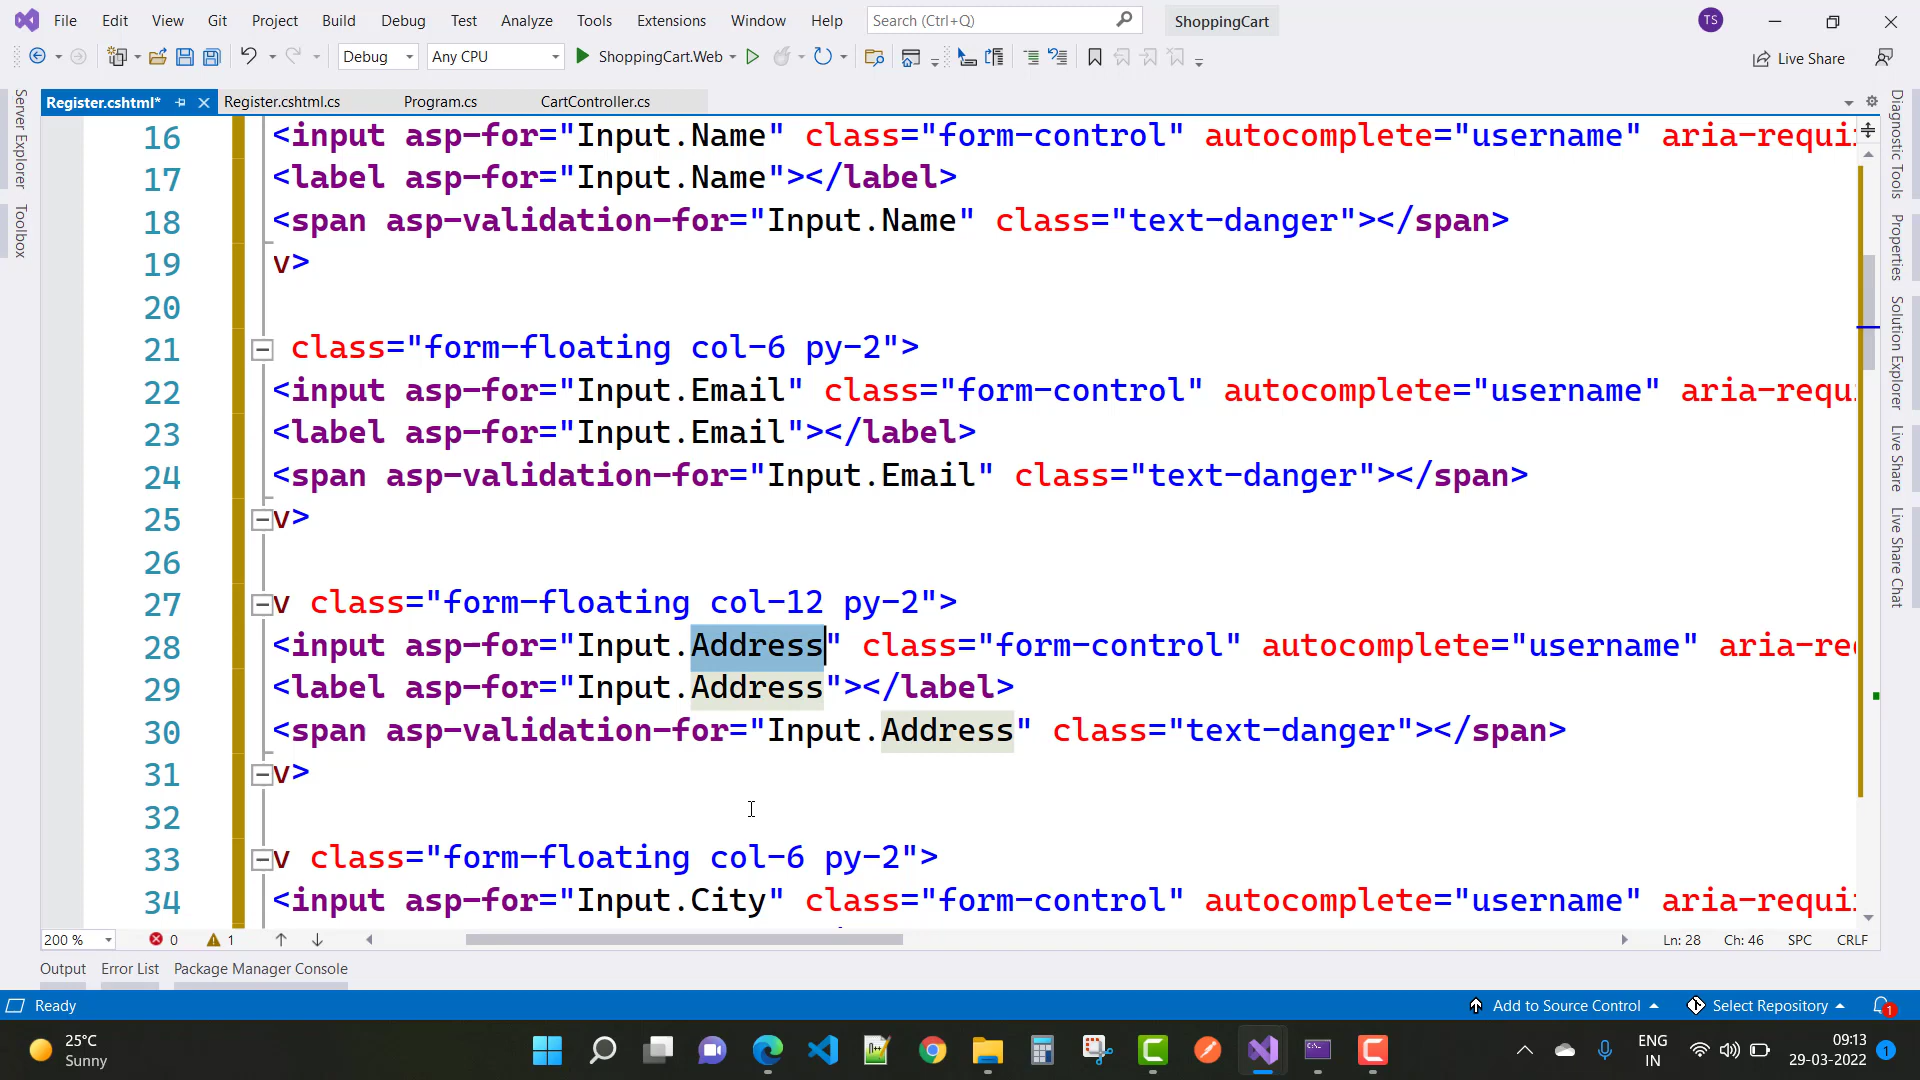 File Edit View Git Project Build Debug Test Analyze Tools Extensions Window Help Search (Ctrl+Q) ShoppingCart TS
Debug Any CPU ShoppingCart.Web Live Share
Server Explorer
Toolbox
Register.cshtml* Register.cshtml.cs Program.cs CartController.cs
16 <input asp-for="Input.Name" class="form-control" autocomplete="username" aria-requi
17 <label asp-for="Input.Name"></label>
18 <span asp-validation-for="Input.Name" class="text-danger"></span>
19 v>
20
21 class="form-floating col-6 py-2">
22 <input asp-for="Input.Email" class="form-control" autocomplete="username" aria-requ
23 <label asp-for="Input.Email"></label>
24 <span asp-validation-for="Input.Email" class="text-danger"></span>
25 v>
26
27 v class="form-floating col-12 py-2">
28 <input asp-for="Input.Address" class="form-control" autocomplete="username" aria-re
29 <label asp-for="Input.Address"></label>
30 <span asp-validation-for="Input.Address" class="text-danger"></span>
31 v>
32
33 v class="form-floating col-6 py-2">
34 <input asp-for="Input.City" class="form-control" autocomplete="username" aria-requi
Diagnostic Tools
Properties
Solution Explorer
Live Share
Live Share Chat
200 % 0 1 Ln: 28 Ch: 46 SPC CRLF
Output Error List Package Manager Console
Ready Add to Source Control Select Repository 1
25°C
Sunny
ENG
IN
09:13
29-03-2022
1